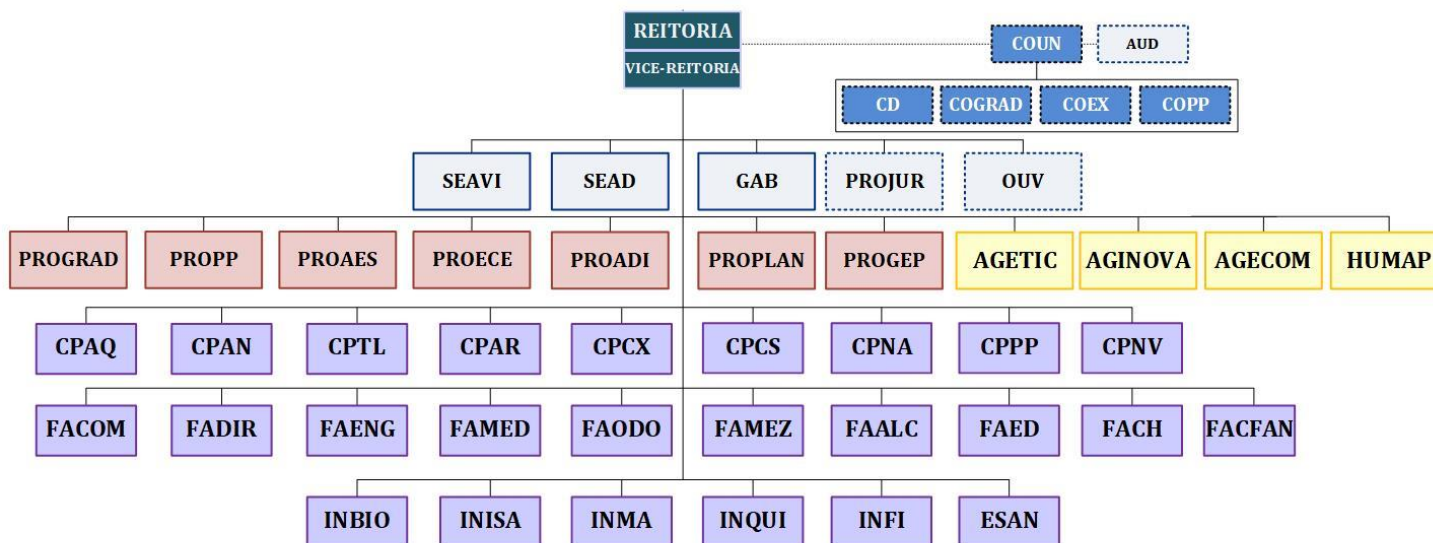 REITORIA
VICE-REITORIA
COUN
AUD
CD
COGRAD
COEX
COPP
SEAVI
SEAD
GAB
PROJUR
OUV
PROGRAD
PROPP
PROAES
PROECE
PROADI
PROPLAN
PROGEP
AGETIC
AGINOVA
AGECOM
HUMAP
CPAQ
CPAN
CPTL
CPAR
CPCX
CPCS
CPNA
CPPP
CPNV
FACOM
FADIR
FAENG
FAMED
FAODO
FAMEZ
FAALC
FAED
FACH
FACFAN
INBIO
INISA
INMA
INQUI
INFI
ESAN